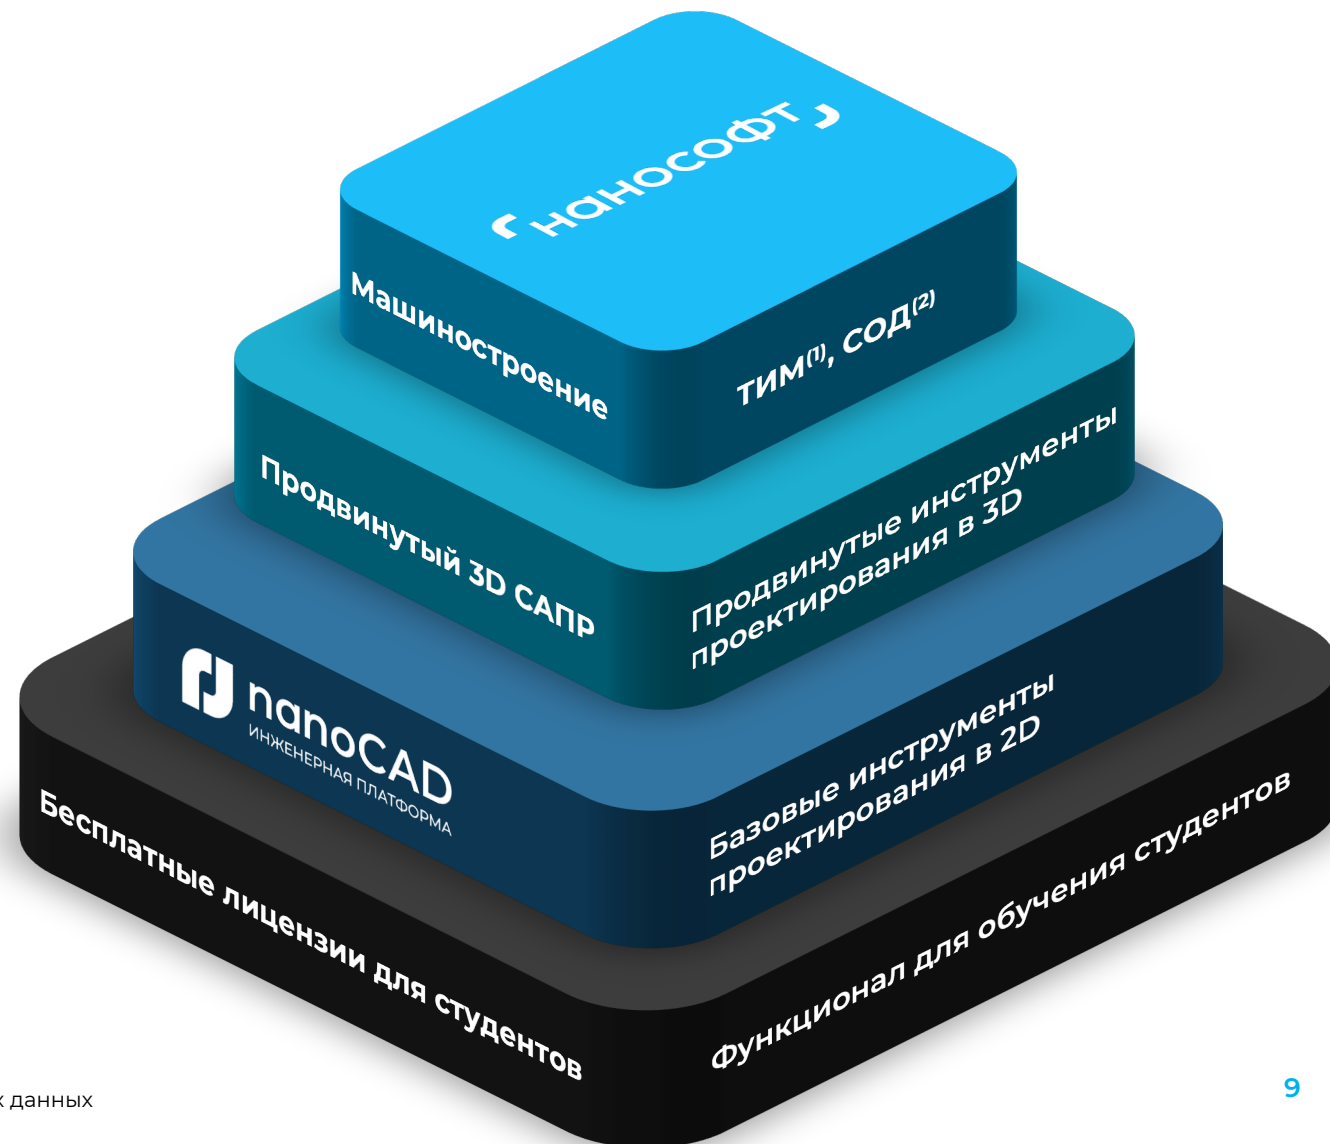 нанософт
Машиностроение
ТИМ(1), СОД(2)
Продвинутый 3D САПР
Продвинутые инструменты
проектирования в 3D
nanoCAD
ИНЖЕНЕРНАЯ ПЛАТФОРМА
Базовые инструменты
проектирования в 2D
Бесплатные лицензии для студентов
Функционал для обучения студентов
х данных
9